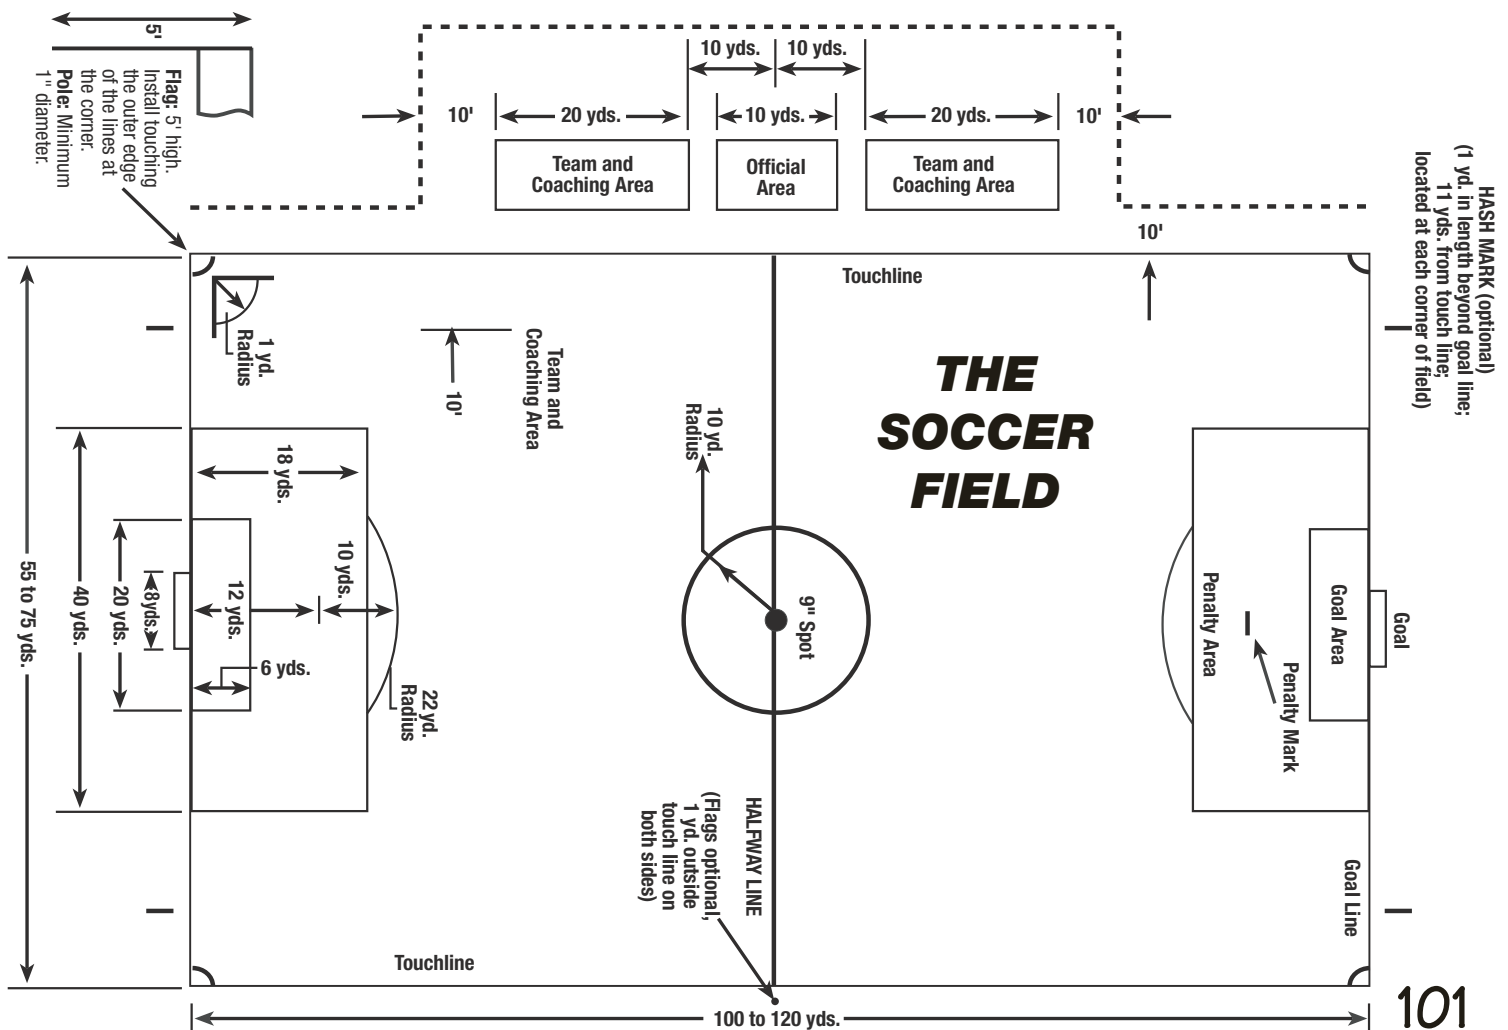 5'
Flag: 5' high.
Install touching
the outer edge
of the lines at
the corner.
Pole: Minimum
1" diameter.
10 yds.
10 yds.
10'
20 yds.
10 yds.
20 yds.
10'
Team and
Coaching Area
Official
Area
Team and
Coaching Area
HASH MARK (optional)
(1 yd. in length beyond goal line;
11 yds. from touch line;
located at each corner of field)
10'
Touchline
1 yd.
Radius
Team and
Coaching Area
10'
THE
SOCCER
FIELD
10 yd.
Radius
18 yds.
10 yds.
12 yds.
6 yds.
22 yd.
Radius
55 to 75 yds.
40 yds.
20 yds.
8yds.
9" Spot
Penalty Area
Goal Area
Goal
Penalty Mark
HALFWAY LINE
(Flags optional,
1 yd. outside
touch line on
both sides)
Goal Line
Touchline
100 to 120 yds.
101